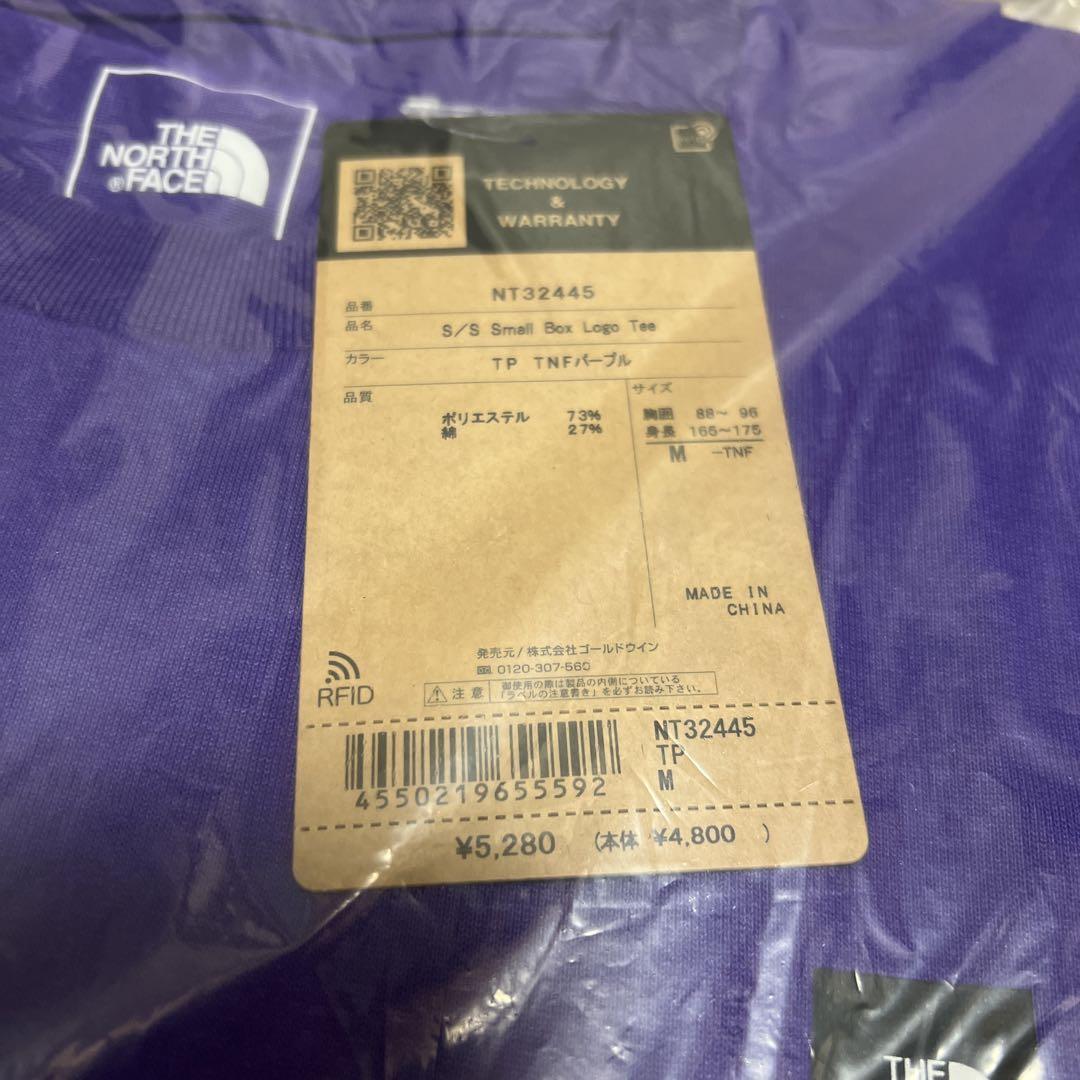 THE
NORTH
FACE
TECHNOLOGY
&
WARRANTY
品番 NT32445
品名 S/S Small Box Logo Tee
カラー TP TNFパープル
品質
ポリエステル 73%
綿 27%
サイズ
胸囲 88~ 96
身長 165~175
M -TNF
MADE IN
CHINA
発売元/株式会社ゴールドウイン
0120-307-560
RFID
注意 御使用の際は製品の内側についている
「ラベルの注意書き」を必ずお読み下さい。
NT32445
TP
M
4550219655592
¥5,280 (本体 ¥4,800 )
THE